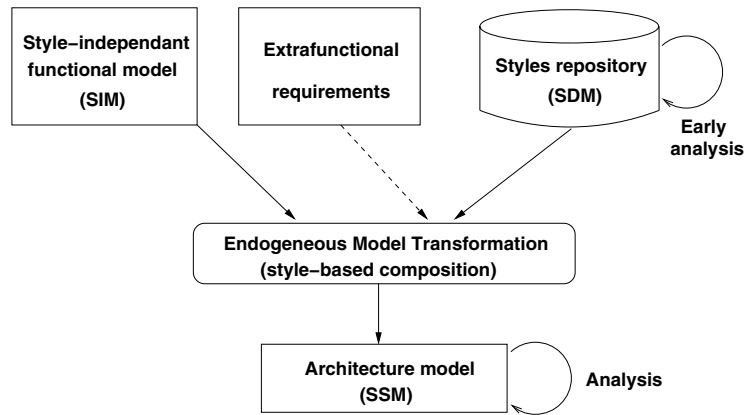 Style-independant
functional model
(SIM)
Extrafunctional
requirements
Styles repository
(SDM)
Early
analysis
Endogeneous Model Transformation
(style-based composition)
Architecture model
(SSM)
Analysis